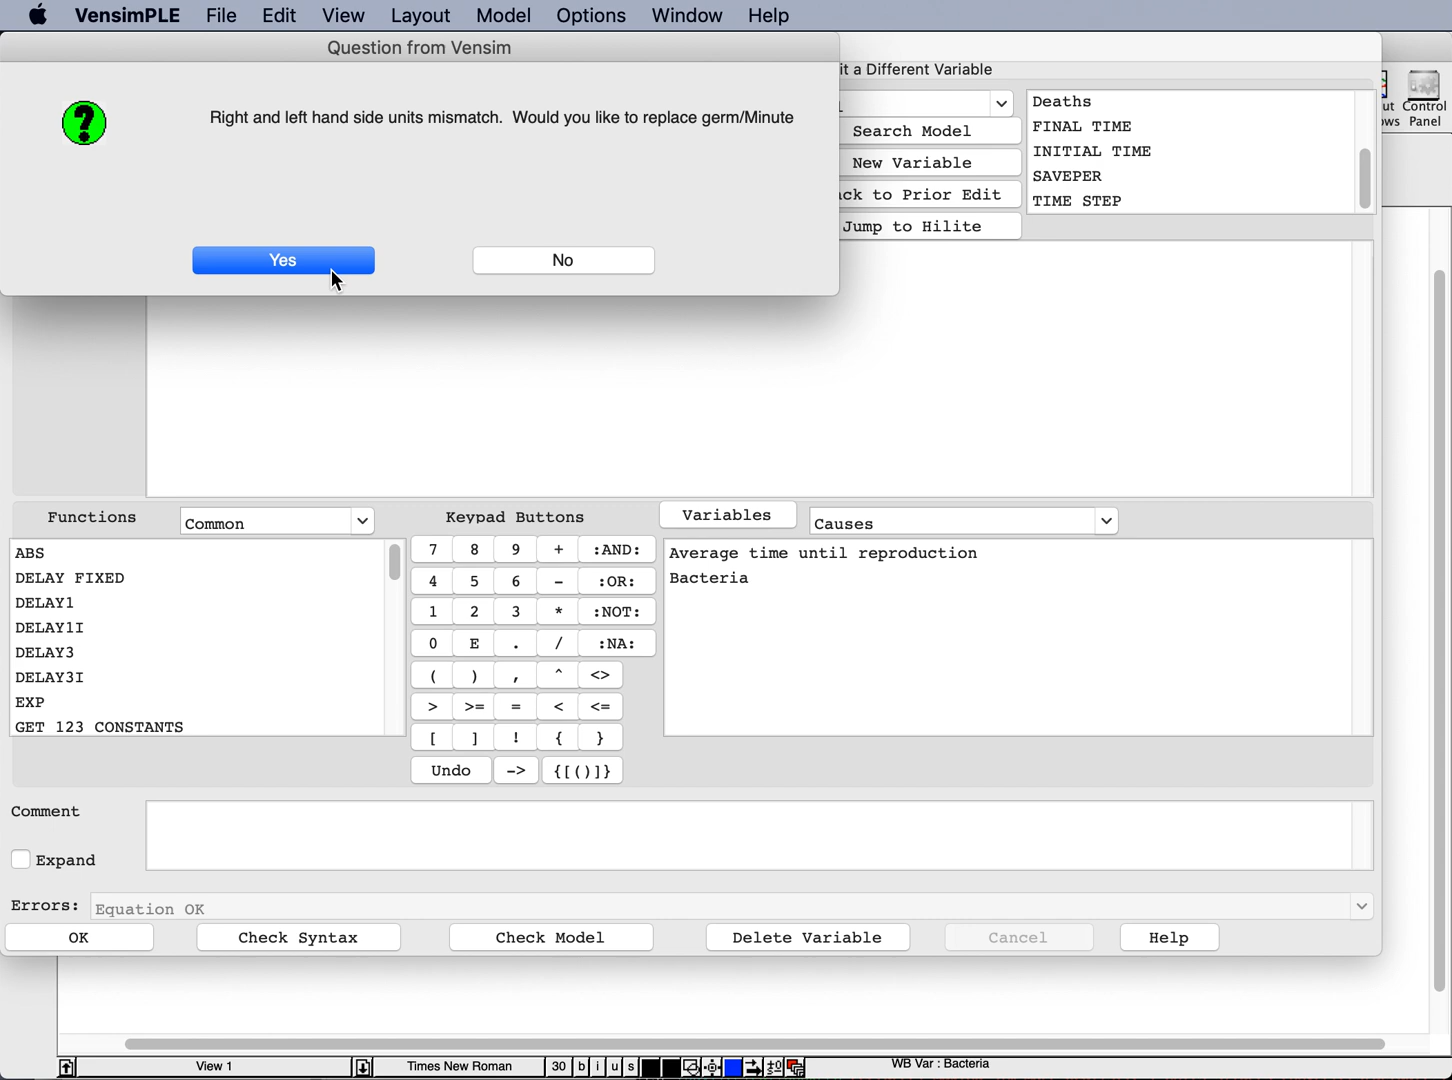 VensimPLE File Edit View Layout Model Options Window Help
Question from Vensim
Right and left hand side units mismatch. Would you like to replace germ/Minute
Yes No
it a Different Variable
Search Model
New Variable
ck to Prior Edit
Jump to Hilite
Deaths
FINAL TIME
INITIAL TIME
SAVEPER
TIME STEP
ut Control
ws Panel
Functions Common
ABS
DELAY FIXED
DELAY1
DELAY1I
DELAY3
DELAY3I
EXP
GET 123 CONSTANTS
Keypad Buttons
7 8 9 + :AND:
4 5 6 - :OR:
1 2 3 * :NOT:
0 E . / :NA:
( ) , ^ <>
> >= = < <=
[ ] ! { }
Undo -> {[()]}
Variables Causes
Average time until reproduction
Bacteria
Comment
Expand
Errors: Equation OK
OK Check Syntax Check Model Delete Variable Cancel Help
View 1 Times New Roman 30 b i u s WB Var : Bacteria